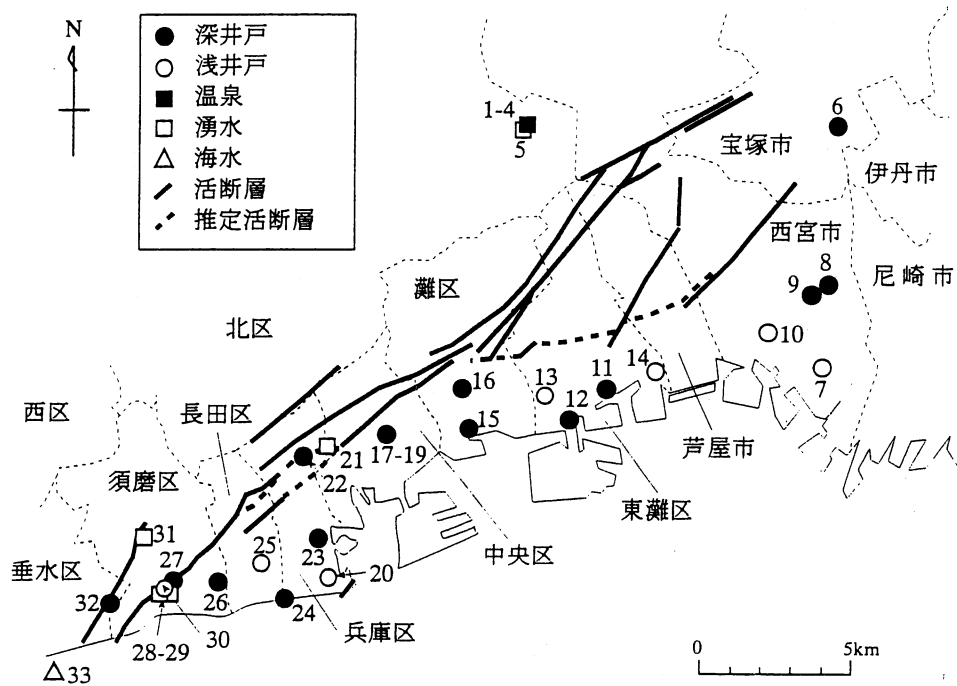 N
深井戸
浅井戸
温泉
湧水
海水
活断層
推定活断層
1-4
5
6
宝塚市
伊丹市
西宮市
尼崎市
8
9
10
7
灘区
北区
西区
長田区
須磨区
垂水区
16
13
14
11
12
15
17-19
21
22
芦屋市
東灘区
中央区
兵庫区
23
25
20
24
26
27
31
32
30
28-29
33
0
5km